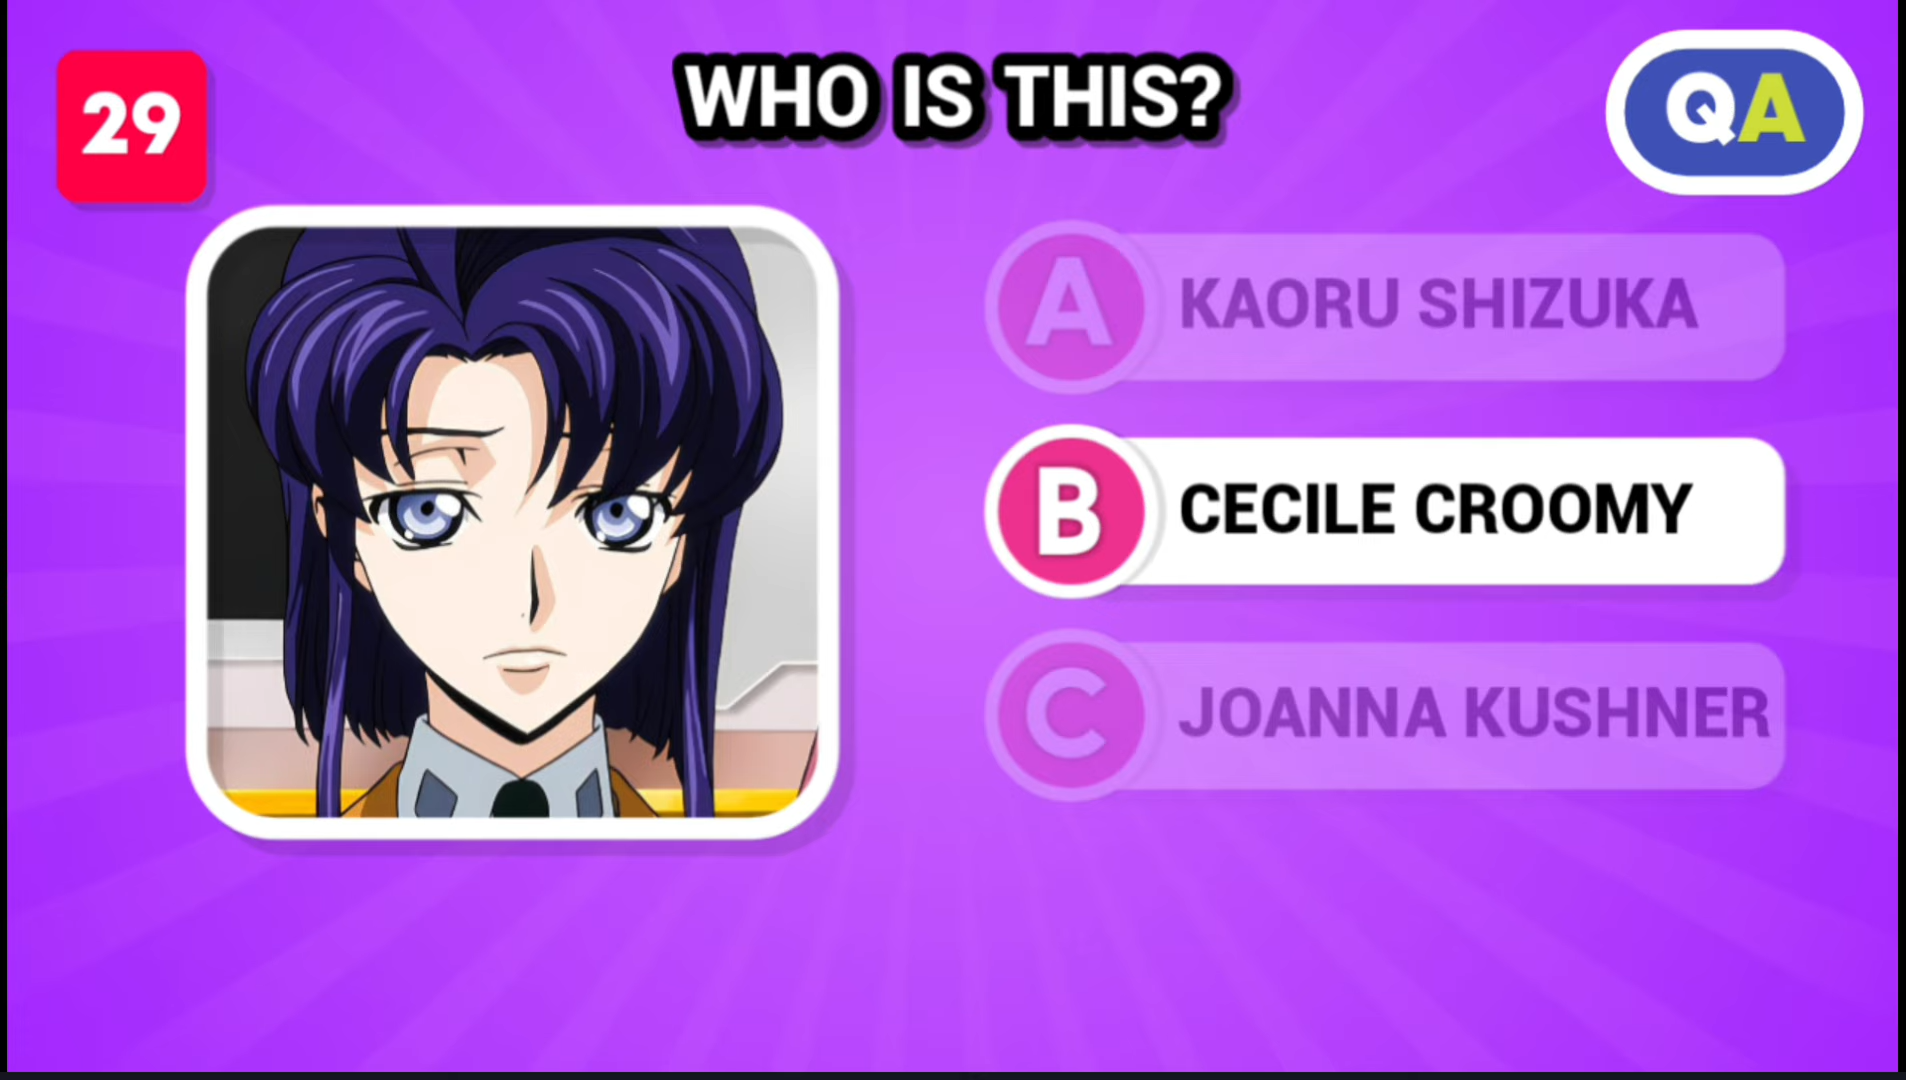 29
WHO IS THIS?
QA
A KAORU SHIZUKA
B CECILE CROOMY
C JOANNA KUSHNER